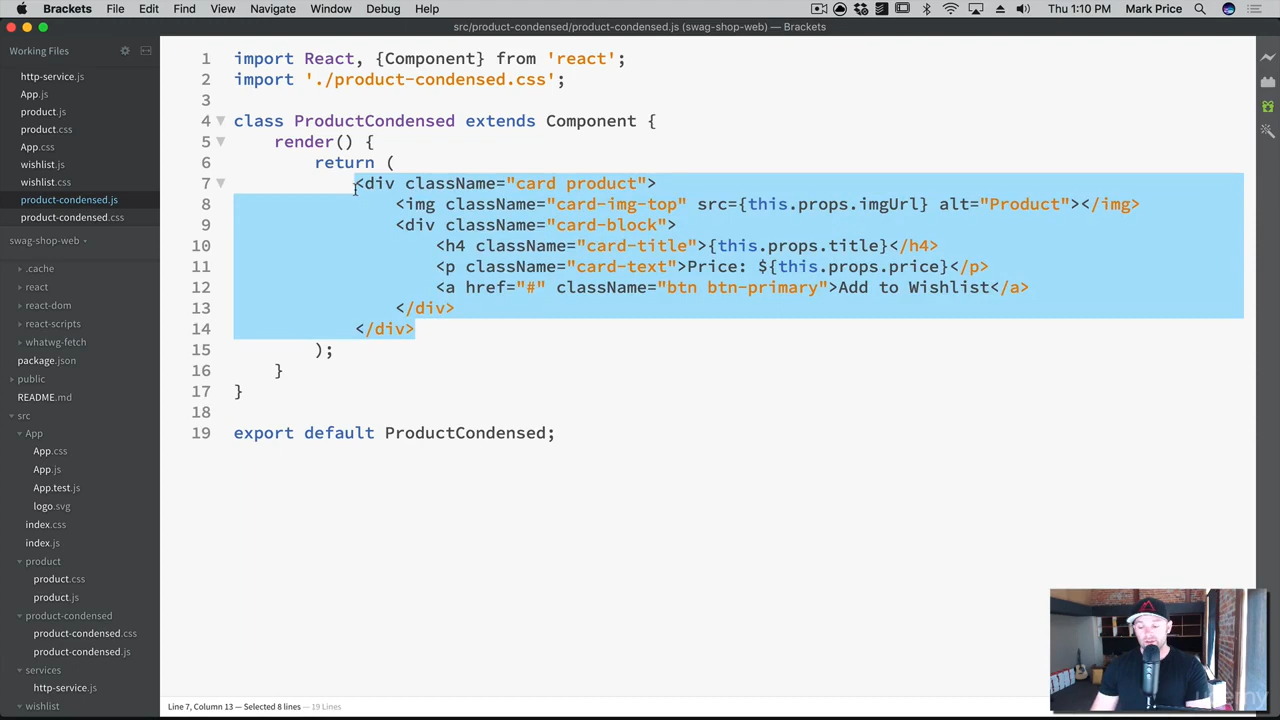 Brackets File Edit Find View Navigate Window Debug Help Thu 1:10 PM Mark Price
src/product-condensed/product-condensed.js (swag-shop-web) — Brackets
Working Files
http-service.js
App.js
product.js
product.css
App.css
wishlist.js
wishlist.css
product-condensed.js
product-condensed.css
swag-shop-web
.cache
react
react-dom
react-scripts
whatwg-fetch
package.json
public
README.md
src
App
App.css
App.js
App.test.js
logo.svg
index.css
index.js
product
product.css
product.js
product-condensed
product-condensed.css
product-condensed.js
services
http-service.js
wishlist
1 import React, {Component} from 'react';
2 import './product-condensed.css';
3
4 class ProductCondensed extends Component {
5 render() {
6 return (
7 <div className="card product">
8 <img className="card-img-top" src={this.props.imgUrl} alt="Product"></img>
9 <div className="card-block">
10 <h4 className="card-title">{this.props.title}</h4>
11 <p className="card-text">Price: ${this.props.price}</p>
12 <a href="#" className="btn btn-primary">Add to Wishlist</a>
13 </div>
14 </div>
15 );
16 }
17 }
18
19 export default ProductCondensed;
Line 7, Column 13 — Selected 8 lines — 19 Lines
udemy